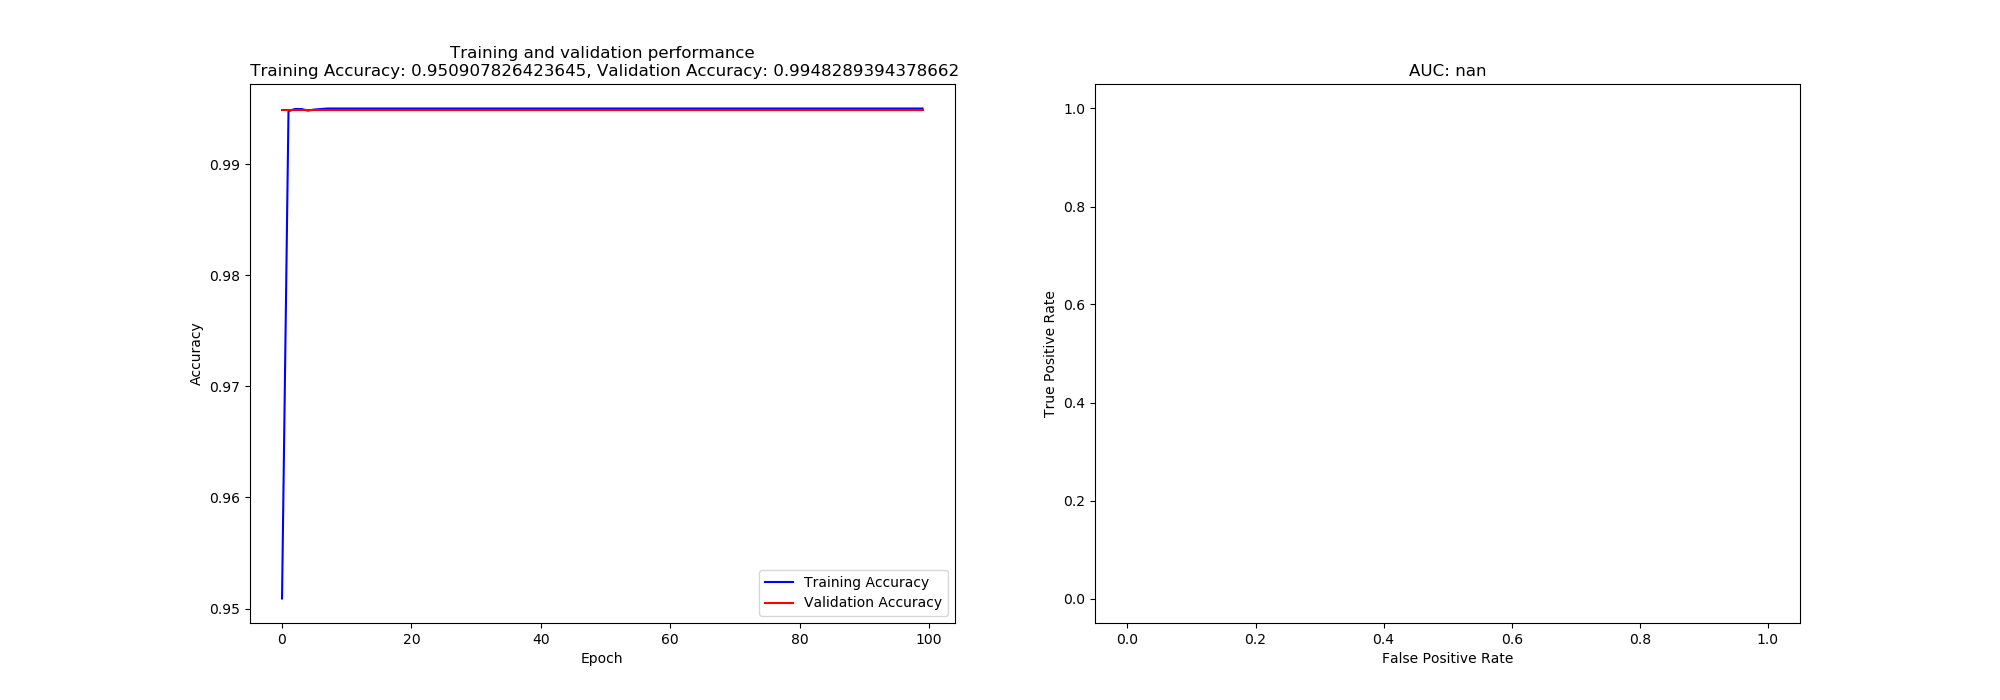 Training and validation performance
Training Accuracy: 0.950907826423645, Validation Accuracy: 0.9948289394378662
0.99
0.98
0.97
0.96
0.95
Accuracy
0 20 40 60 80 100
Epoch
Training Accuracy
Validation Accuracy
AUC: nan
1.0
0.8
0.6
0.4
0.2
0.0
True Positive Rate
0.0 0.2 0.4 0.6 0.8 1.0
False Positive Rate